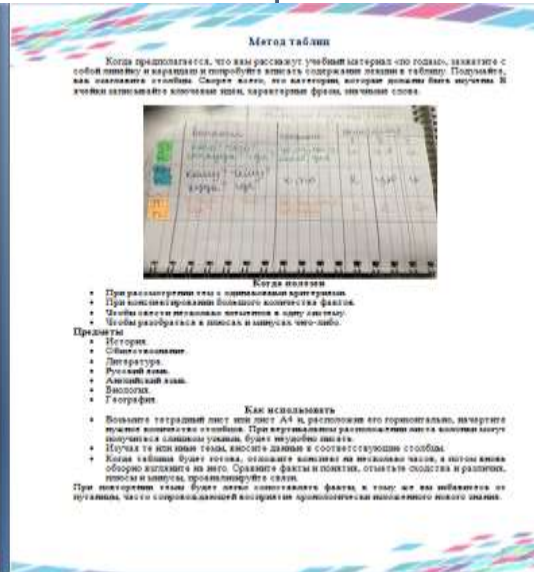 Метод таблиц
Когда предполагается, что вам расскажут учебный материал «по годам», захватите с
собой линейку и карандаш и попробуйте вписать содержание лекции в таблицу. Подумайте,
как озаглавить столбцы. Скорее всего, это категории, которые должны быть изучены. В
ячейки записывайте ключевые идеи, характерные фразы, значимые слова.
Когда полезен
При рассмотрении тем с одинаковыми критериями.
При конспектировании большого количества фактов.
Чтобы свести несколько элементов в одну систему.
Чтобы разобраться в плюсах и минусах чего-либо.
Предметы
История.
Обществознание.
Литература.
Русский язык.
Английский язык.
Биология.
География.
Как использовать
Возьмите тетрадный лист или лист А4 и, расположив его горизонтально, начертите
нужное количество столбцов. При вертикальном расположении листа колонки могут
получиться слишком узкими, будет неудобно писать.
Изучая те или иные темы, вносите данные в соответствующие столбцы.
Когда таблица будет готова, отложите конспект на несколько часов, а потом вновь
обзорно взгляните на него. Сравните факты и понятия, отметьте сходства и различия,
плюсы и минусы, проанализируйте связи.
При повторении темы будет легко сопоставлять факты, к тому же вы избавитесь от
путаницы, часто сопровождающей восприятие хронологически изложенного нового знания.